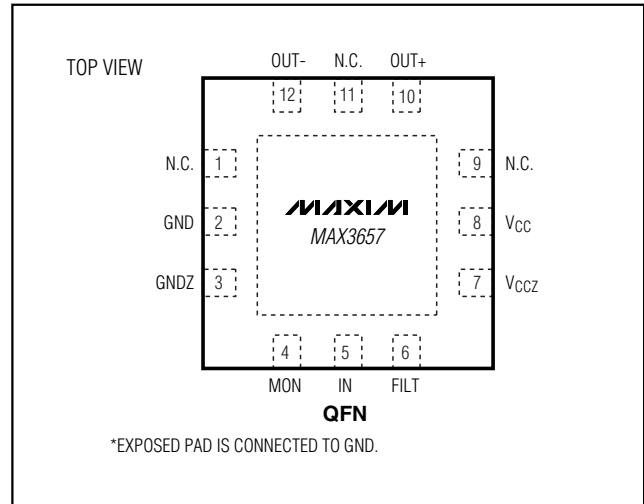 TOP VIEW
OUT- N.C. OUT+
12 11 10
N.C. 1 9 N.C.
MAXIM
GND 2 8 VCC
MAX3657
GNDZ 3 7 VCCZ
4 5 6
MON IN FILT
QFN
*EXPOSED PAD IS CONNECTED TO GND.